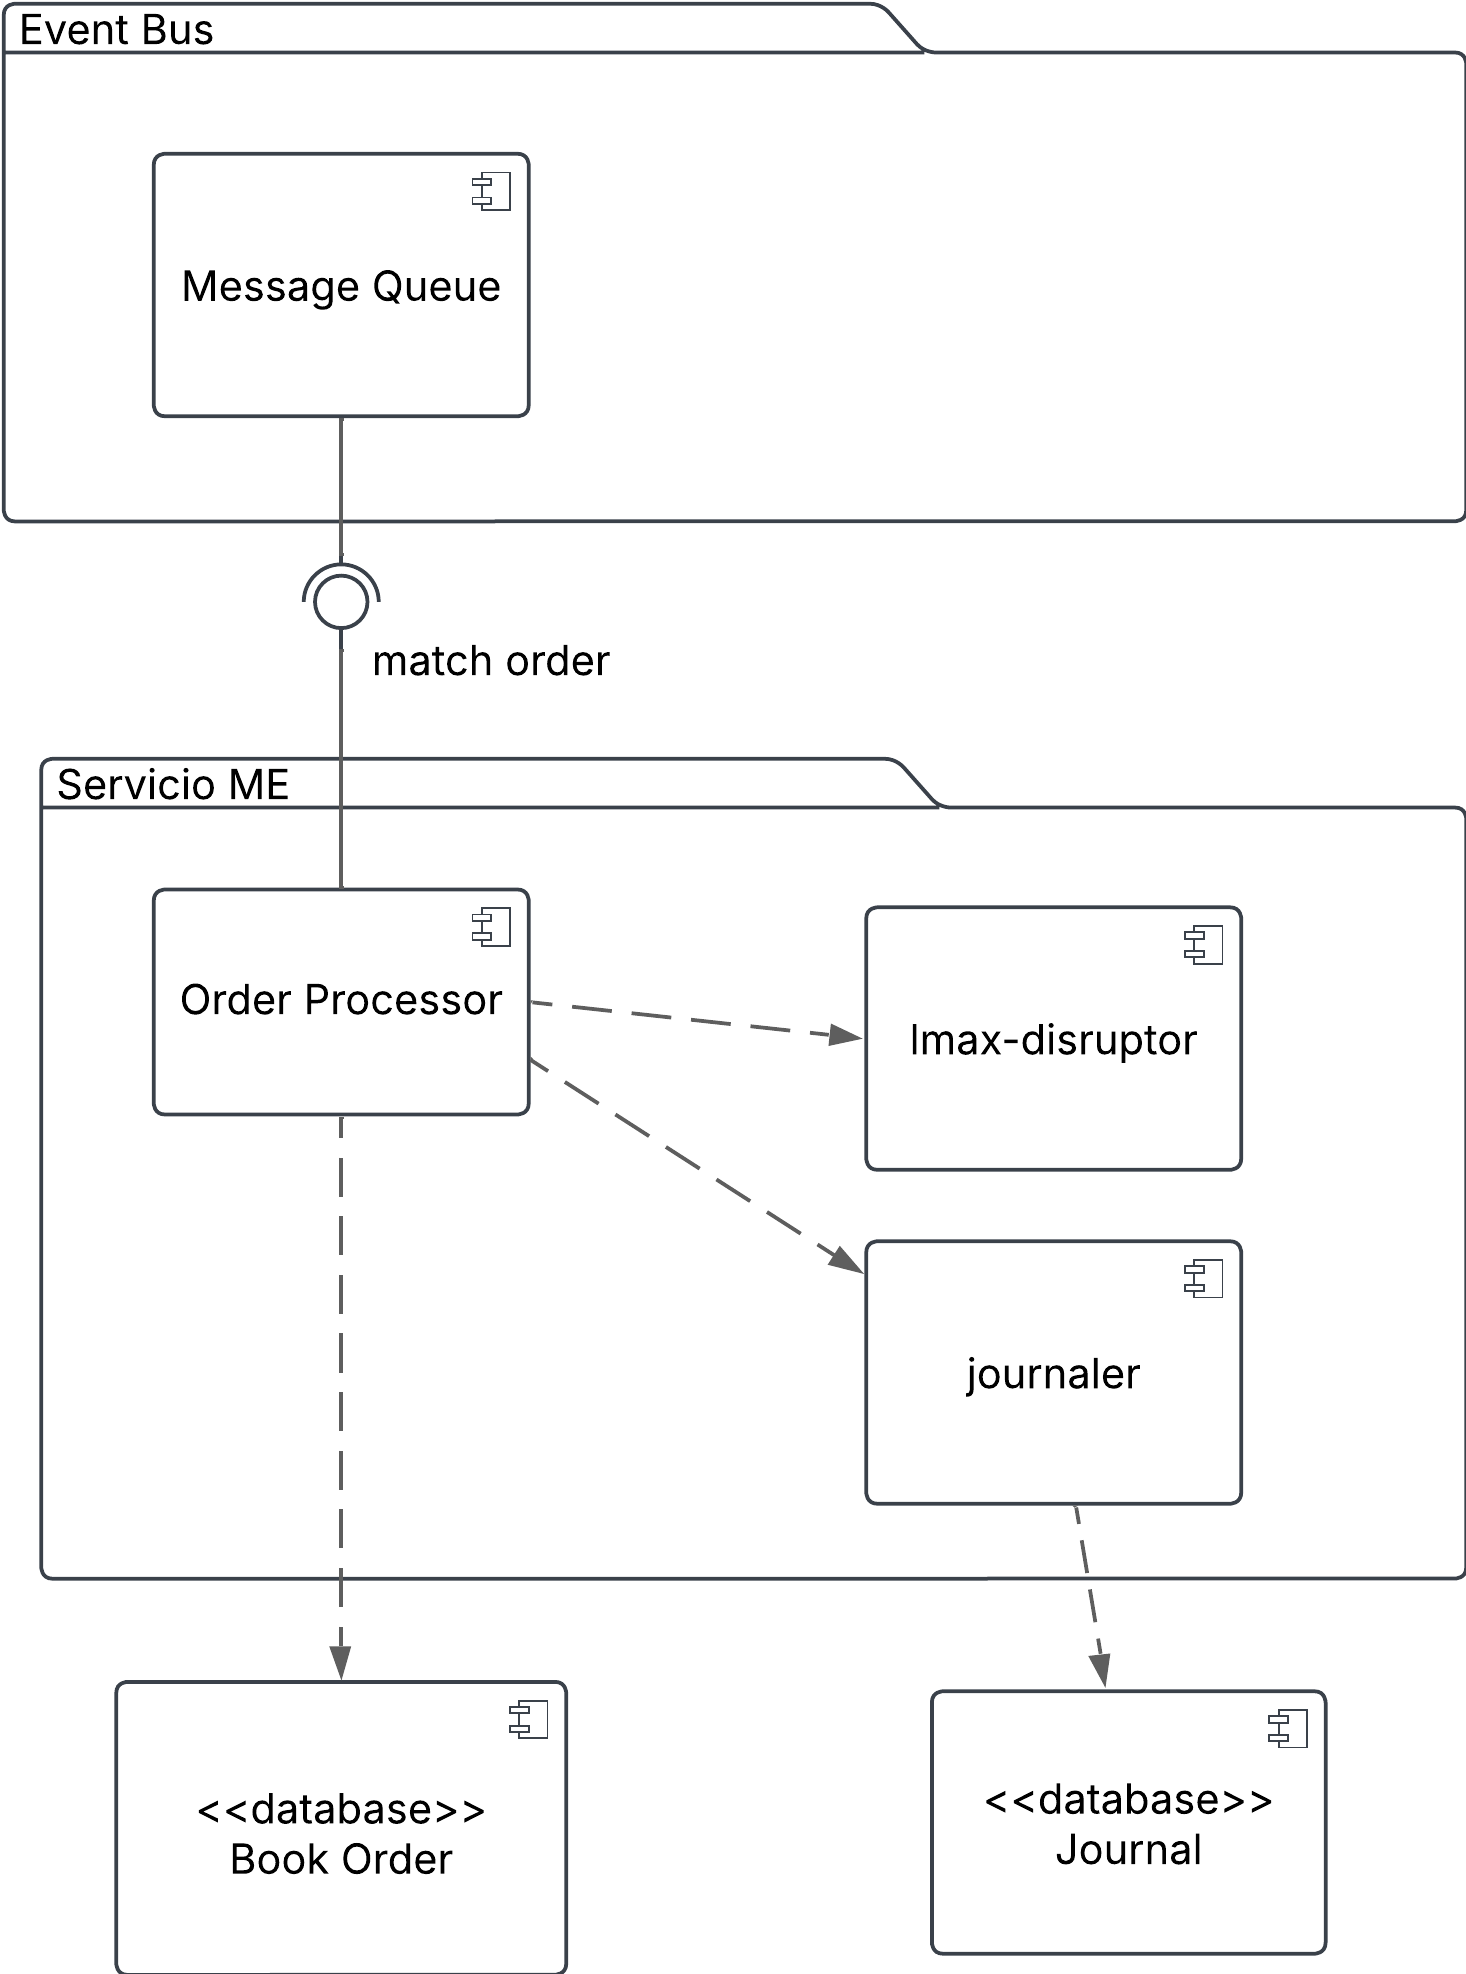 Event Bus
Message Queue
match order
Servicio ME
Order Processor
lmax-disruptor
journaler
<<database>>
Book Order
<<database>>
Journal